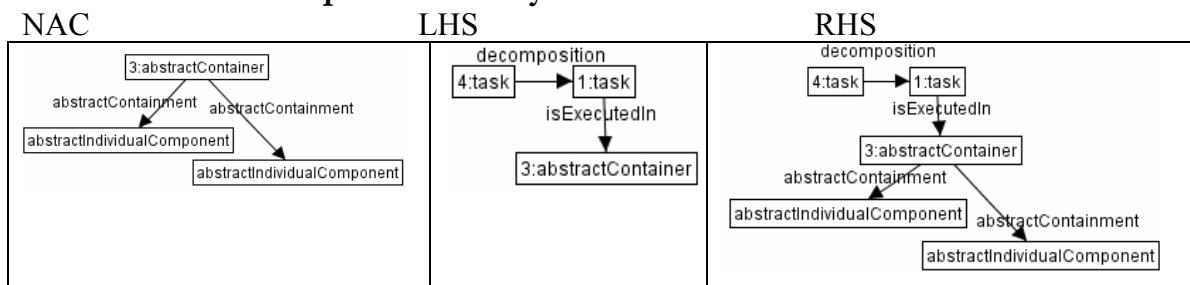 NAC LHS RHS
3:abstractContainer
abstractContainment
abstractContainment
abstractIndividualComponent
abstractIndividualComponent
decomposition
4:task 1:task
isExecutedIn
3:abstractContainer
decomposition
4:task 1:task
isExecutedIn
3:abstractContainer
abstractContainment
abstractIndividualComponent
abstractContainment
abstractIndividualComponent